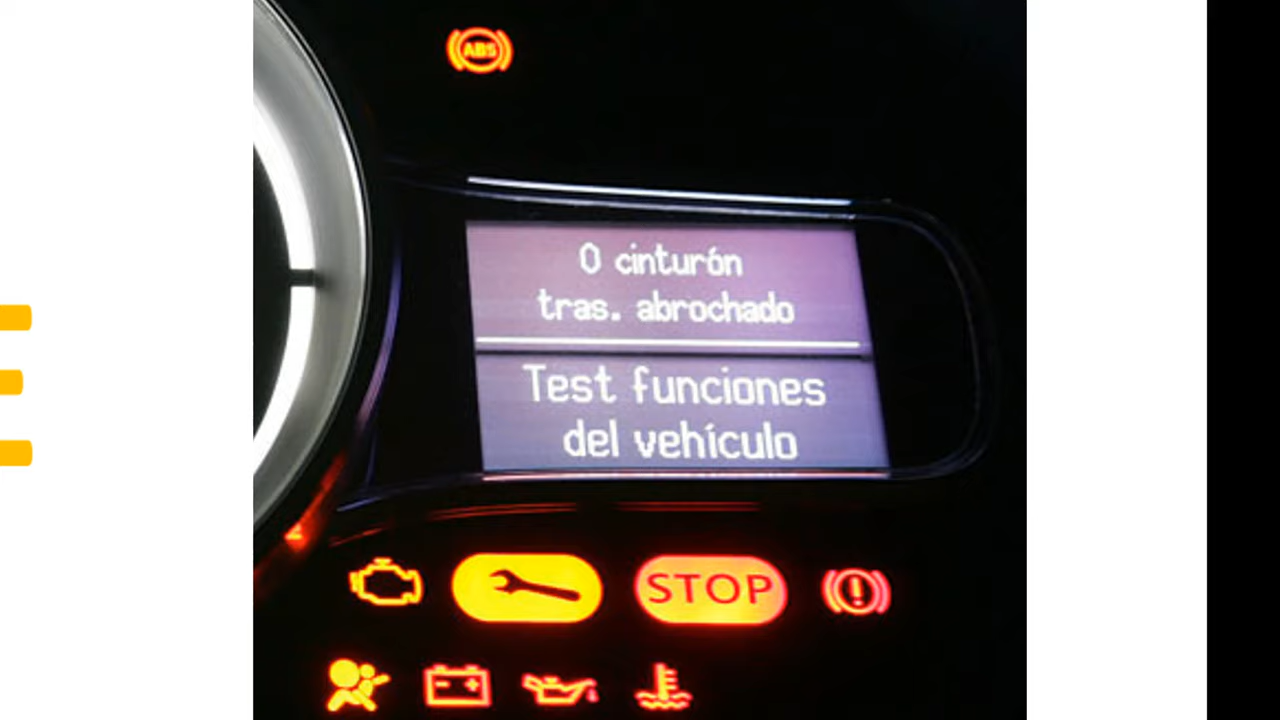 ABS
0 cinturón
tras. abrochado
Test funciones
del vehículo
STOP